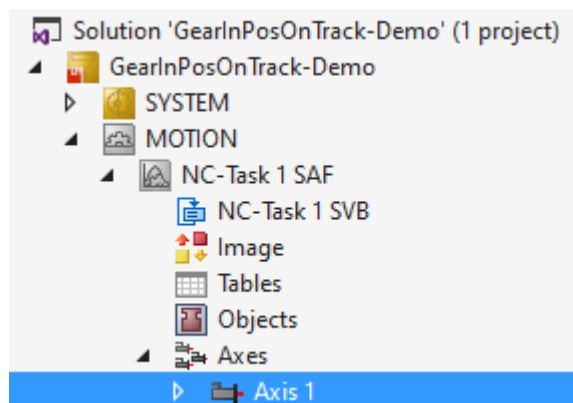 Solution 'GearInPosOnTrack-Demo' (1 project)
GearInPosOnTrack-Demo
SYSTEM
MOTION
NC-Task 1 SAF
NC-Task 1 SVB
Image
Tables
Objects
Axes
Axis 1